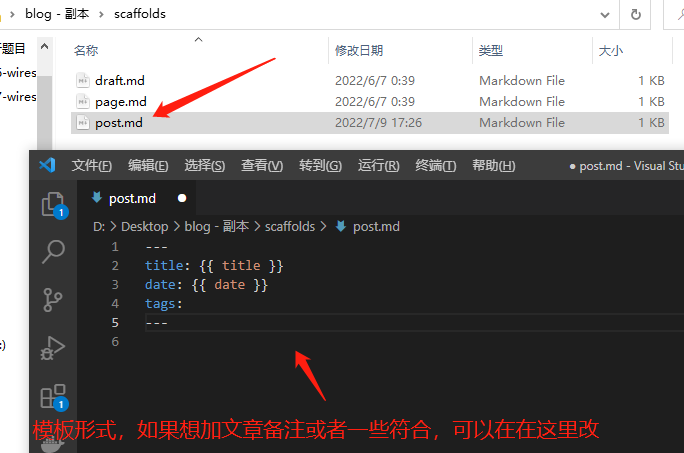 blog - 副本 > scaffolds
名称 修改日期 类型 大小
新题目
draft.md 2022/6/7 0:39 Markdown File 1 KB
-wires
page.md 2022/6/7 0:39 Markdown File 1 KB
7-wires
post.md 2022/7/9 17:26 Markdown File 1 KB
文件(F) 编辑(E) 选择(S) 查看(V) 转到(G) 运行(R) 终端(T) 帮助(H) ● post.md - Visual Stu
post.md ●
D: > Desktop > blog - 副本 > scaffolds > post.md
1 ---
2 title: {{ title }}
3 date: {{ date }}
4 tags:
5 ---
6
1
:)
1
模板形式，如果想加文章备注或者一些符合，可以在在这里改